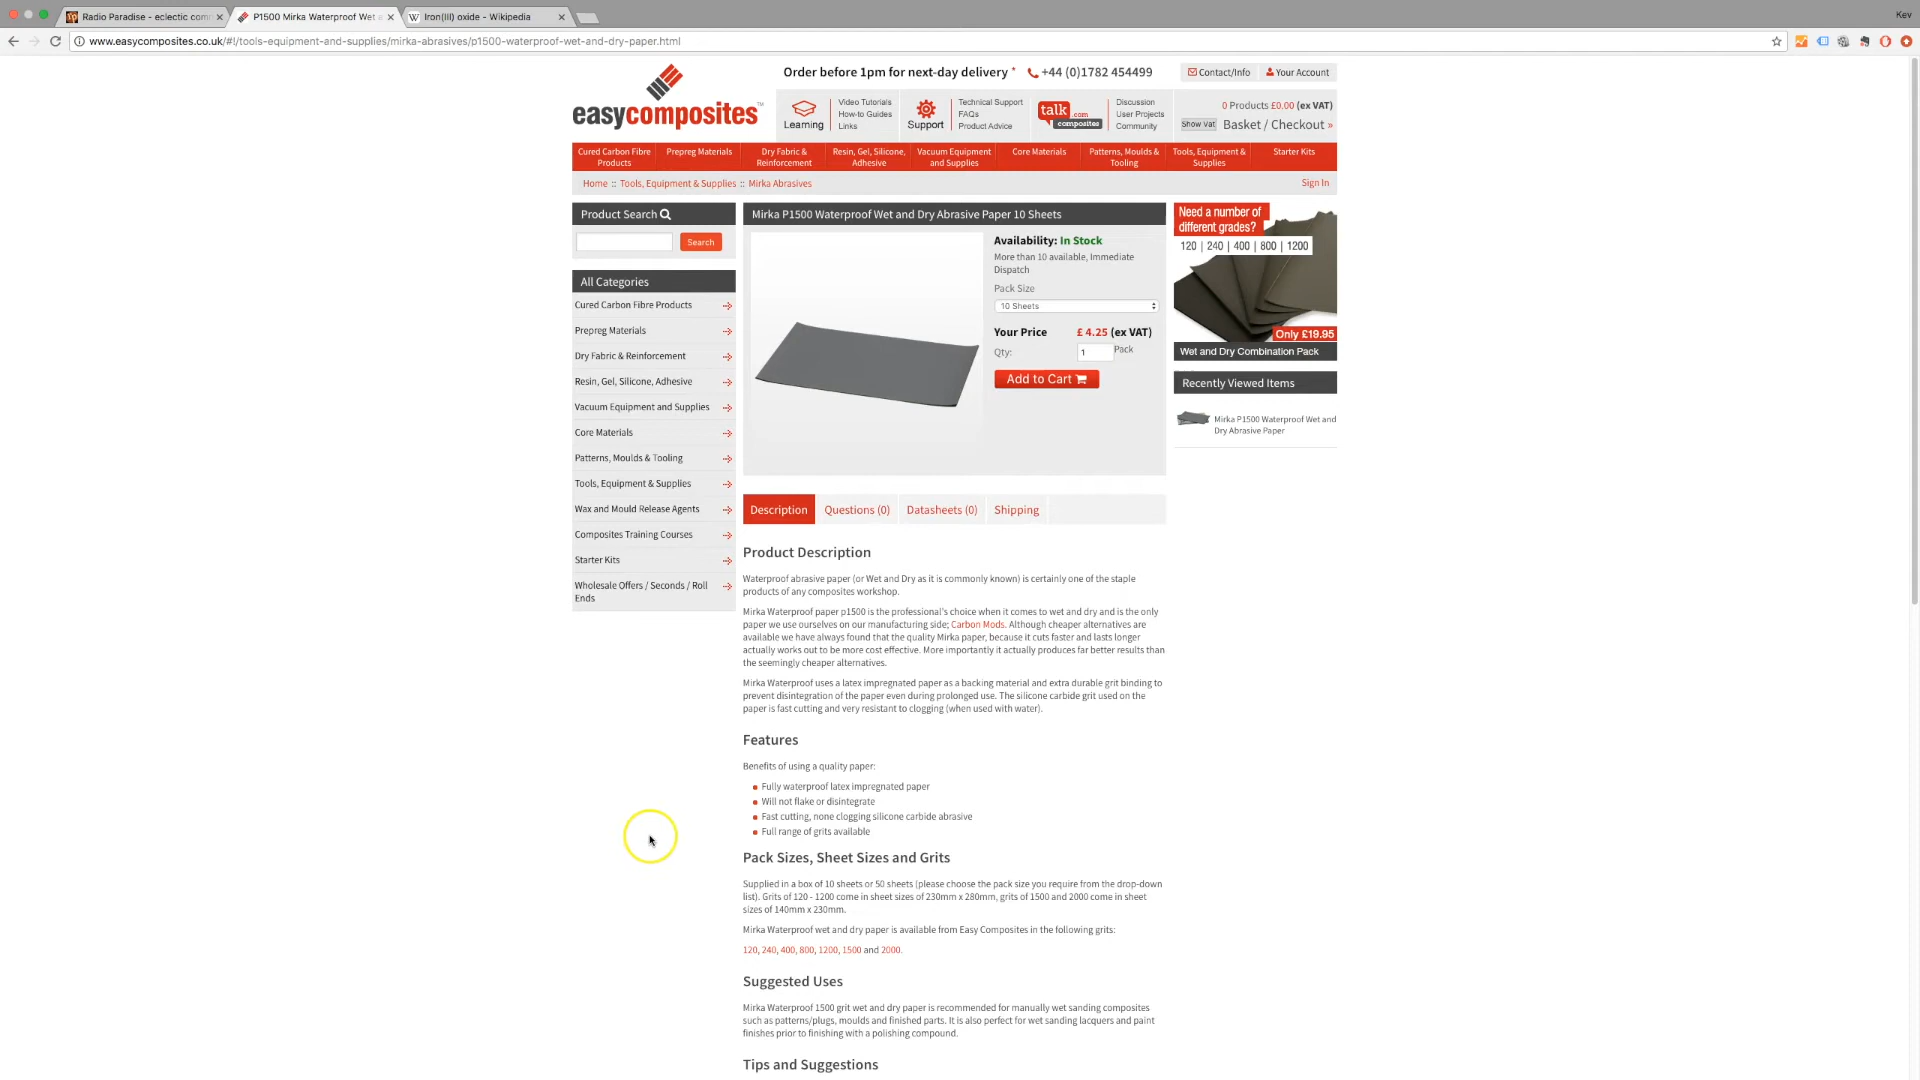 Radio Paradise - eclectic com
P1500 Mirka Waterproof Wet a
Iron(III) oxide - Wikipedia
Kev
www.easycomposites.co.uk/#!/tools-equipment-and-supplies/mirka-abrasives/p1500-waterproof-wet-and-dry-paper.html
easycomposites™
Order before 1pm for next-day delivery *
+44 (0)1782 454499
Contact/Info
Your Account
Learning
Video Tutorials
How-to Guides
Links
Support
Technical Support
FAQs
Product Advice
talk.com
composites
Discussion
User Projects
Community
0 Products £0.00 (ex VAT)
Show Vat
Basket / Checkout »
Cured Carbon Fibre
Products
Prepreg Materials
Dry Fabric &
Reinforcement
Resin, Gel, Silicone,
Adhesive
Vacuum Equipment
and Supplies
Core Materials
Patterns, Moulds &
Tooling
Tools, Equipment &
Supplies
Starter Kits
Home :: Tools, Equipment & Supplies :: Mirka Abrasives
Sign In
Product Search
Search
All Categories
Cured Carbon Fibre Products
Prepreg Materials
Dry Fabric & Reinforcement
Resin, Gel, Silicone, Adhesive
Vacuum Equipment and Supplies
Core Materials
Patterns, Moulds & Tooling
Tools, Equipment & Supplies
Wax and Mould Release Agents
Composites Training Courses
Starter Kits
Wholesale Offers / Seconds / Roll
Ends
Mirka P1500 Waterproof Wet and Dry Abrasive Paper 10 Sheets
Availability: In Stock
More than 10 available, Immediate
Dispatch
Pack Size
10 Sheets
Your Price £ 4.25 (ex VAT)
Qty: 1 Pack
Add to Cart
Need a number of
different grades?
120 | 240 | 400 | 800 | 1200
Only £19.95
Wet and Dry Combination Pack
Recently Viewed Items
Mirka P1500 Waterproof Wet and
Dry Abrasive Paper
Description
Questions (0)
Datasheets (0)
Shipping
Product Description
Waterproof abrasive paper (or Wet and Dry as it is commonly known) is certainly one of the staple
products of any composites workshop.
Mirka Waterproof paper p1500 is the professional's choice when it comes to wet and dry and is the only
paper we use ourselves on our manufacturing side; Carbon Mods. Although cheaper alternatives are
available we have always found that the quality Mirka paper, because it cuts faster and lasts longer
actually works out to be more cost effective. More importantly it actually produces far better results than
the seemingly cheaper alternatives.
Mirka Waterproof uses a latex impregnated paper as a backing material and extra durable grit binding to
prevent disintegration of the paper even during prolonged use. The silicone carbide grit used on the
paper is fast cutting and very resistant to clogging (when used with water).
Features
Benefits of using a quality paper:
Fully waterproof latex impregnated paper
Will not flake or disintegrate
Fast cutting, none clogging silicone carbide abrasive
Full range of grits available
Pack Sizes, Sheet Sizes and Grits
Supplied in a box of 10 sheets or 50 sheets (please choose the pack size you require from the drop-down
list). Grits of 120 - 1200 come in sheet sizes of 230mm x 280mm, grits of 1500 and 2000 come in sheet
sizes of 140mm x 230mm.
Mirka Waterproof wet and dry paper is available from Easy Composites in the following grits:
120, 240, 400, 800, 1200, 1500 and 2000.
Suggested Uses
Mirka Waterproof 1500 grit wet and dry paper is recommended for manually wet sanding composites
such as patterns/plugs, moulds and finished parts. It is also perfect for wet sanding lacquers and paint
finishes prior to finishing with a polishing compound.
Tips and Suggestions